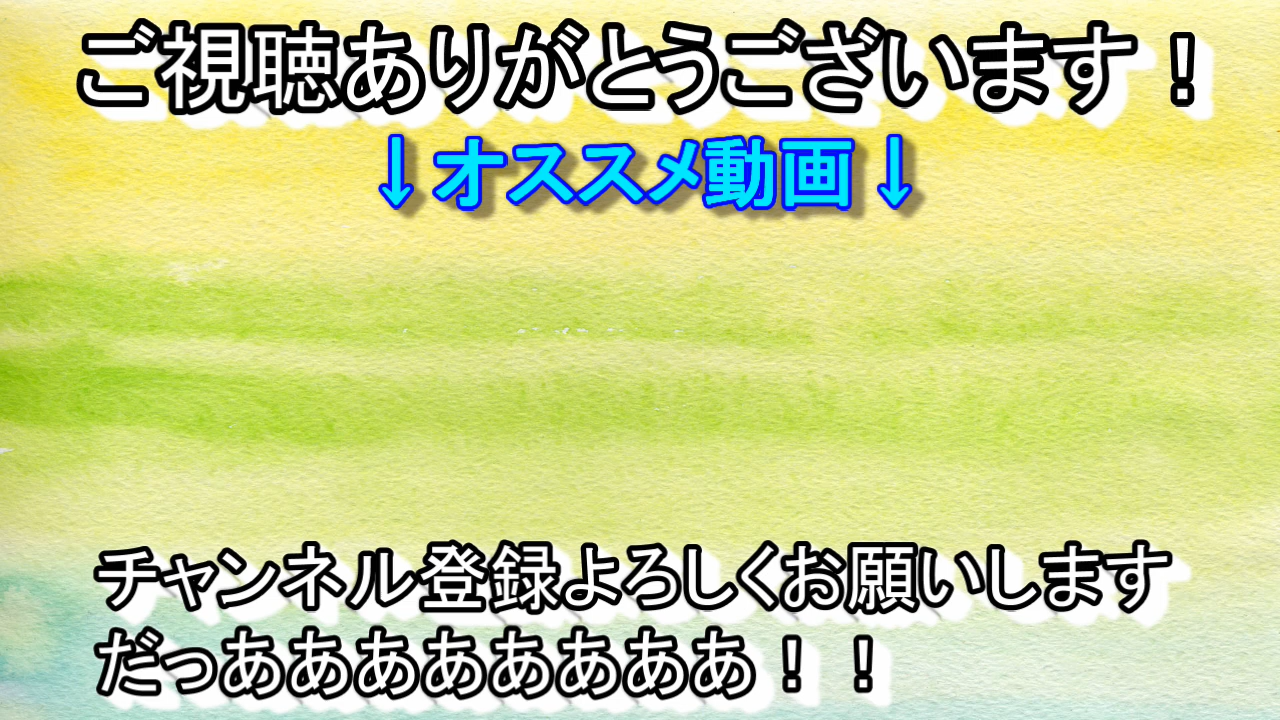 ご視聴ありがとうございます！
↓オススメ動画↓
チャンネル登録よろしくお願いします
だっああああああああ！！